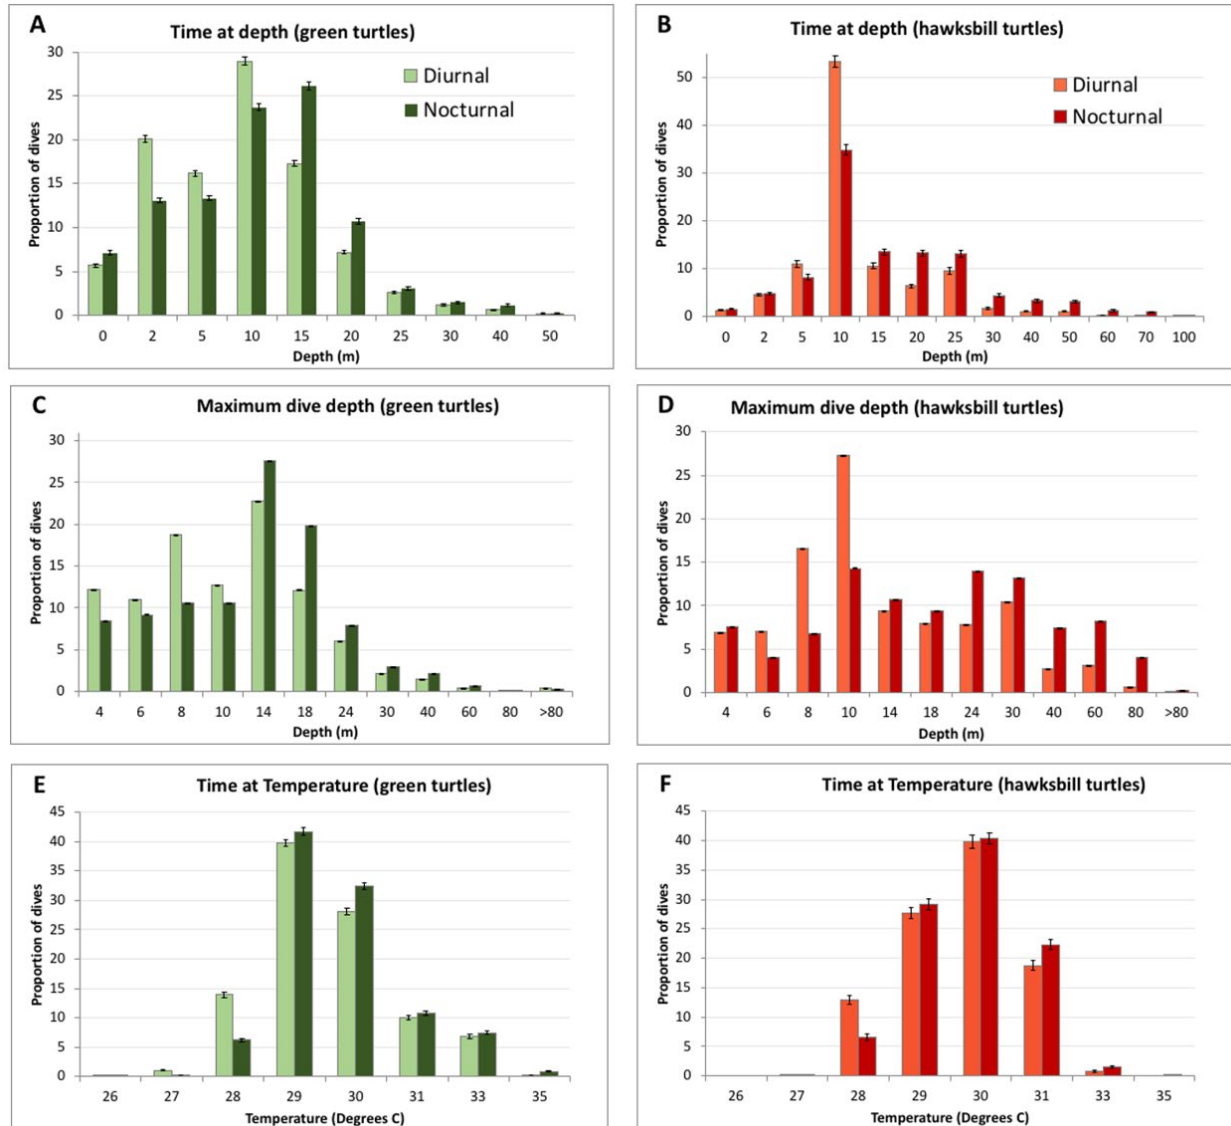 A
Time at depth (green turtles)
30
25
20
15
10
5
0
Proportion of dives
Diurnal
Nocturnal
0 2 5 10 15 20 25 30 40 50
Depth (m)
B
Time at depth (hawksbill turtles)
50
40
30
20
10
0
Proportion of dives
Diurnal
Nocturnal
0 2 5 10 15 20 25 30 40 50 60 70 100
Depth (m)
C
Maximum dive depth (green turtles)
30
25
20
15
10
5
0
Proportion of dives
4 6 8 10 14 18 24 30 40 60 80 >80
Depth (m)
D
Maximum dive depth (hawksbill turtles)
30
25
20
15
10
5
0
Proportion of dives
4 6 8 10 14 18 24 30 40 60 80 >80
Depth (m)
E
Time at Temperature (green turtles)
45
40
35
30
25
20
15
10
5
0
Proportion of dives
26 27 28 29 30 31 33 35
Temperature (Degrees C)
F
Time at Temperature (hawksbill turtles)
45
40
35
30
25
20
15
10
5
0
Proportion of dives
26 27 28 29 30 31 33 35
Temperature (Degrees C)